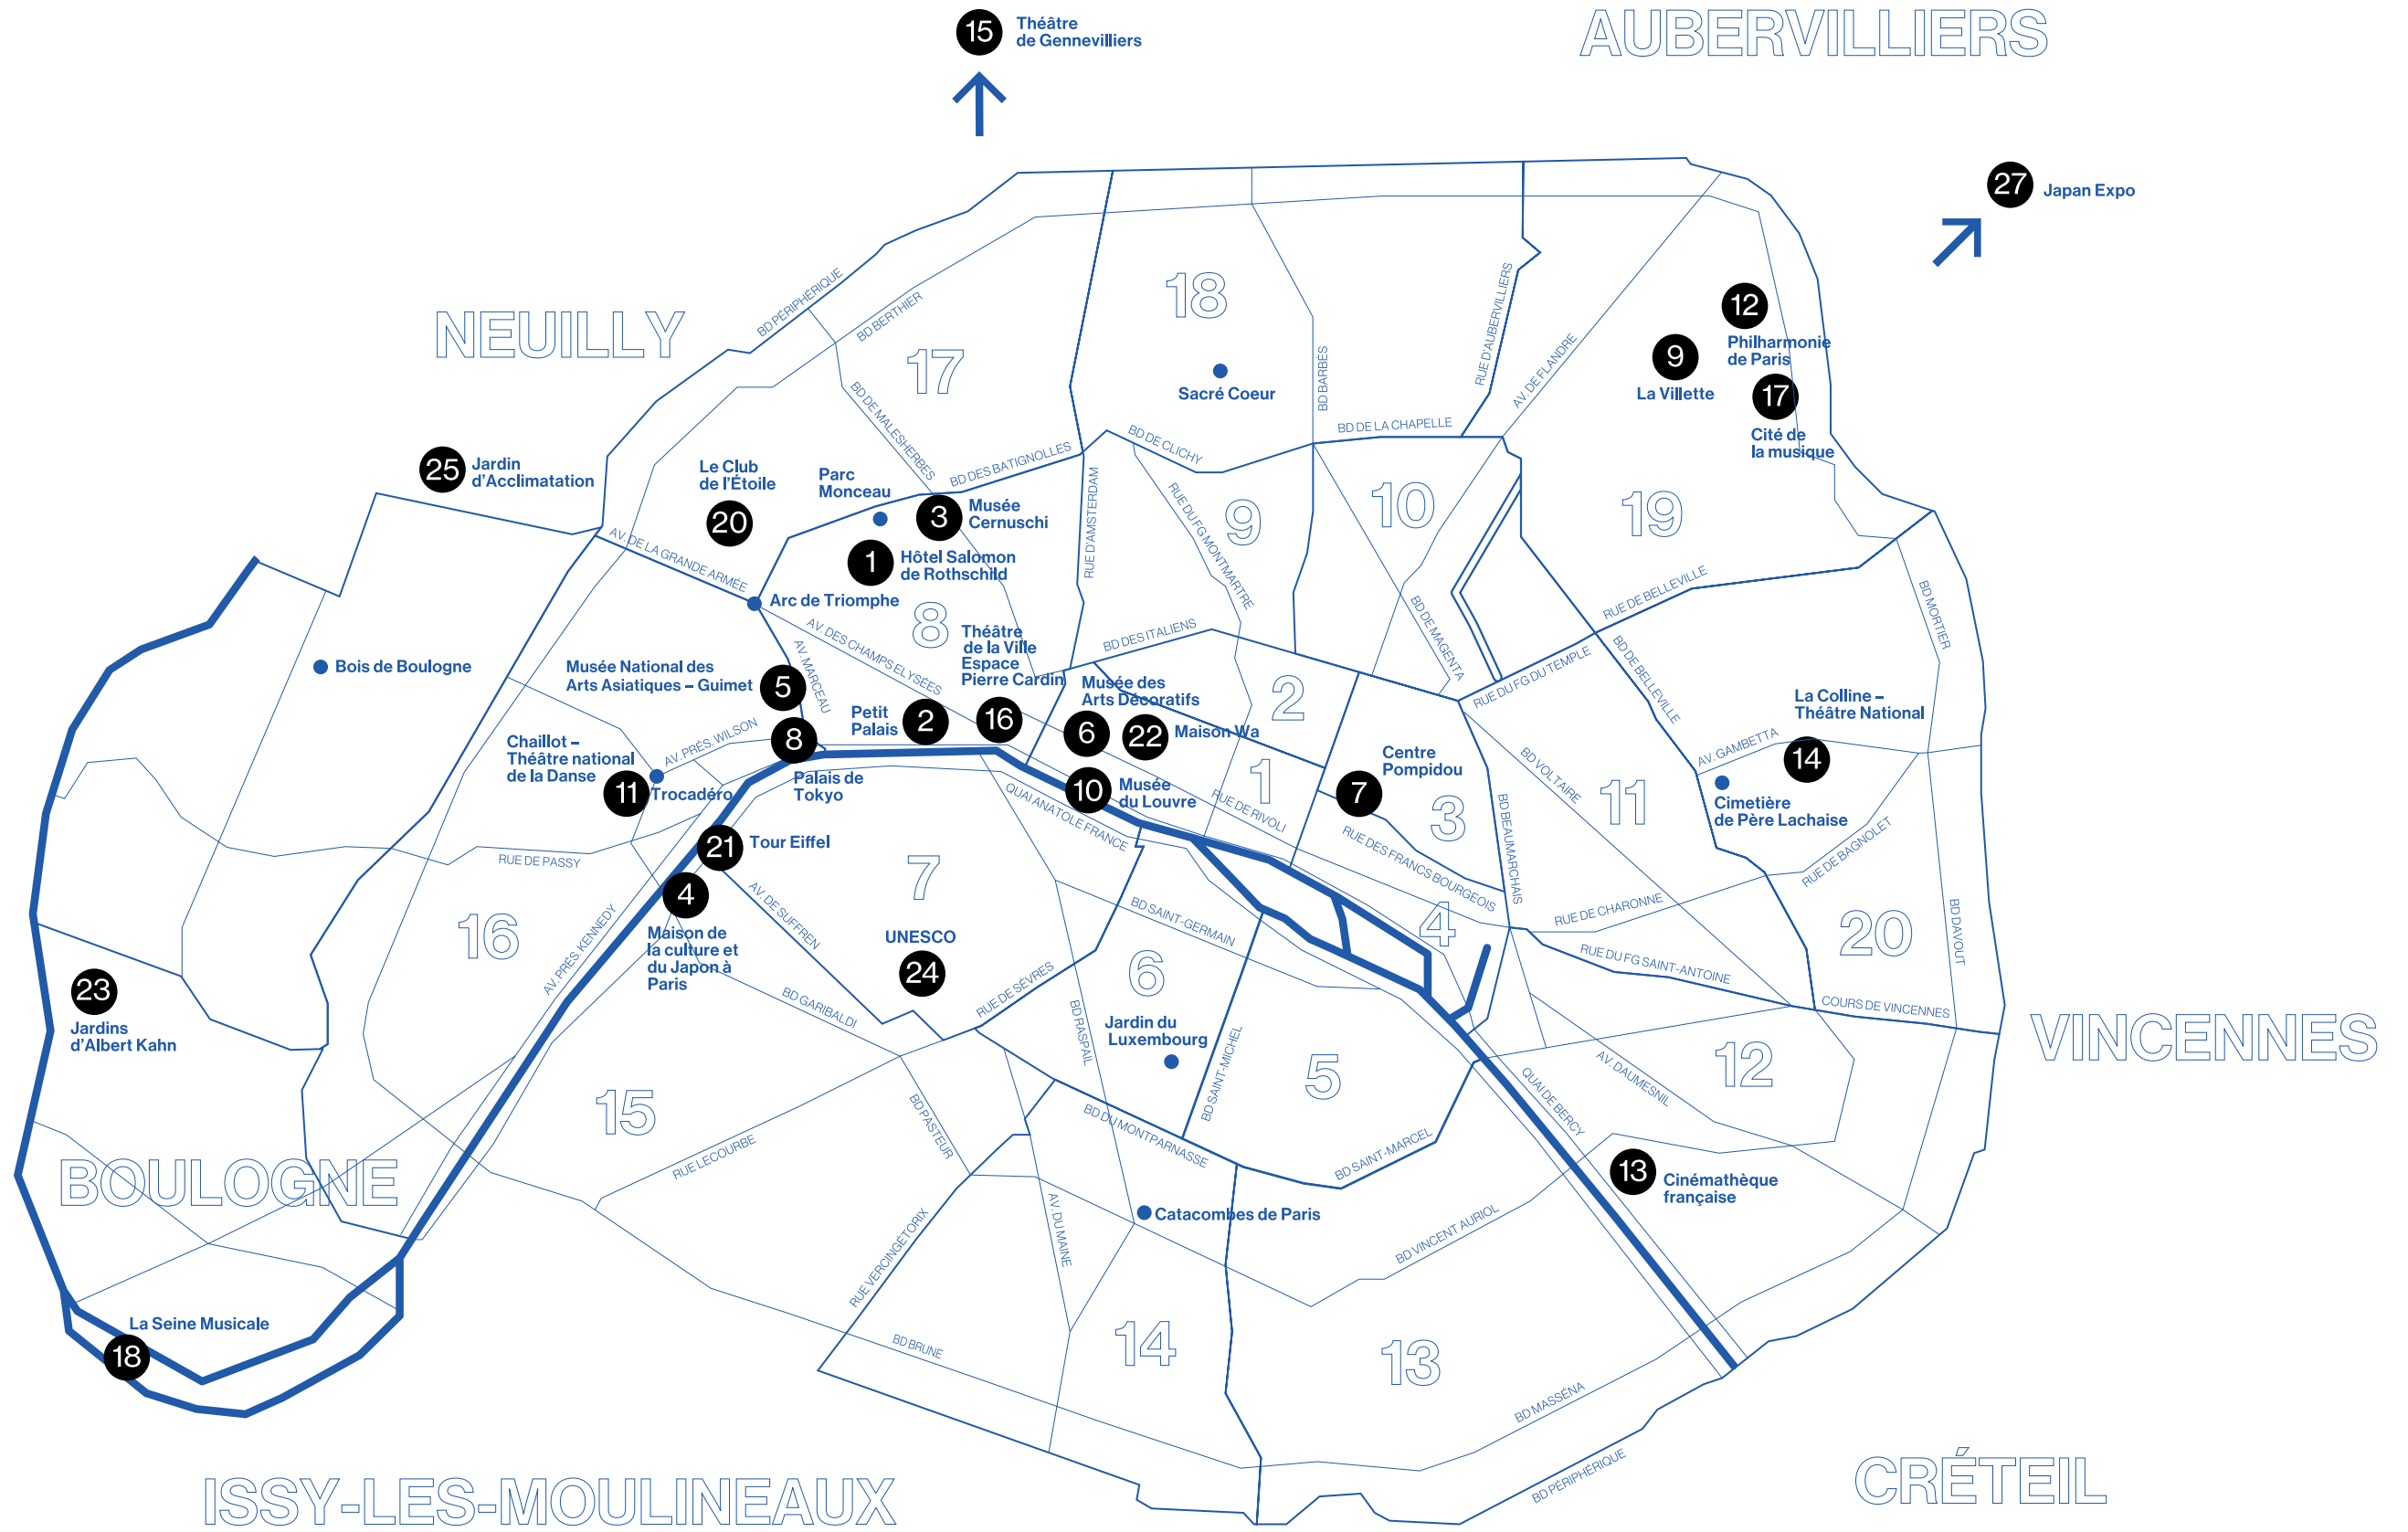 15
Théâtre
de Gennevilliers
AUBERVILLIERS
27
Japan Expo
NEUILLY
BD PÉRIPHÉRIQUE
BD BERTHIER
17
18
Sacré Coeur
BD BARBÈS
RUE D'AUBERVILLIERS
AV. DE FLANDRE
12
Philharmonie
de Paris
9
La Villette
17
Cité de
la musique
19
BD DE MALESHERBES
BD DES BATIGNOLLES
BD DE CLICHY
BD DE LA CHAPELLE
25
Jardin
d'Acclimatation
Le Club
de l'Étoile
20
Parc
Monceau
3
Musée
Cernuschi
1
Hôtel Salomon
de Rothschild
AV. DE LA GRANDE ARMÉE
Arc de Triomphe
8
RUE D'AMSTERDAM
RUE DU FG MONTMARTRE
9
10
BD DE MAGENTA
RUE DE BELLEVILLE
BD MORTIER
AV. DES CHAMPS ELYSÉES
AV. MARCEAU
Théâtre
de la Ville
Espace
Pierre Cardin
16
BD DES ITALIENS
2
RUE DU FG DU TEMPLE
BD DE BELLEVILLE
Bois de Boulogne
Musée National des
Arts Asiatiques – Guimet
5
Petit
Palais
2
Musée des
Arts Décoratifs
6
22
Maison Wa
La Colline –
Théâtre National
14
AV. GAMBETTA
Chaillot –
Théâtre national
de la Danse
11
Trocadéro
AV. PRÉS. WILSON
8
Palais de
Tokyo
10
Musée
du Louvre
1
RUE DE RIVOLI
Centre
Pompidou
7
3
BD VOLTAIRE
11
Cimetière
de Père Lachaise
RUE DE BAGNOLET
QUAI ANATOLE FRANCE
RUE DES FRANCS BOURGEOIS
BD BEAUMARCHAIS
RUE DE PASSY
21
Tour Eiffel
4
Maison de
la culture et
du Japon à
Paris
7
AV. DE SUFFREN
UNESCO
24
16
AV. PRÉS. KENNEDY
BD SAINT-GERMAIN
4
RUE DE CHARONNE
RUE DU FG SAINT-ANTOINE
20
BD DAVOUT
COURS DE VINCENNES
23
Jardins
d'Albert Kahn
BD GARIBALDI
RUE DE SÈVRES
6
BD RASPAIL
Jardin du
Luxembourg
BD SAINT-MICHEL
5
QUAI DE BERCY
AV. DAUMESNIL
12
VINCENNES
15
BD PASTEUR
RUE LECOURBE
BD DU MONTPARNASSE
BD SAINT-MARCEL
BOULOGNE
13
Cinémathèque
française
Catacombes de Paris
AV. DU MAINE
RUE VERCINGÉTORIX
BD VINCENT AURIOL
La Seine Musicale
18
BD BRUNE
14
13
BD MASSÉNA
BD PÉRIPHÉRIQUE
ISSY-LES-MOULINEAUX
CRÉTEIL